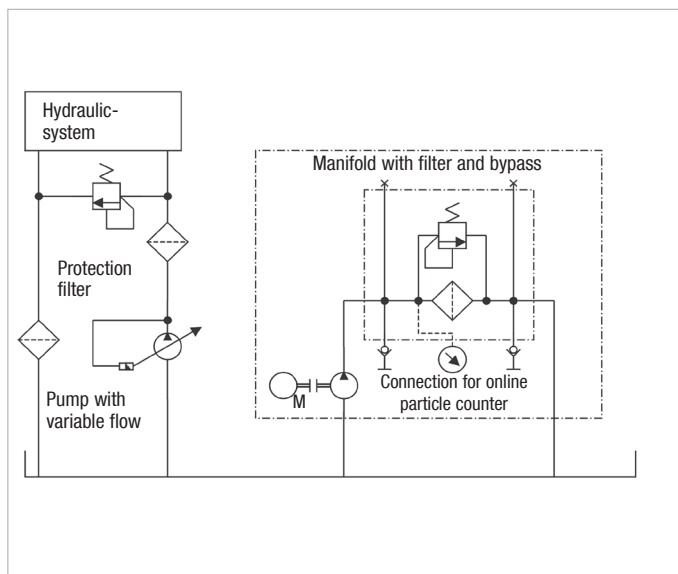 Hydraulic-
system
Manifold with filter and bypass
Protection
filter
Pump with
variable flow
M
Connection for online
particle counter